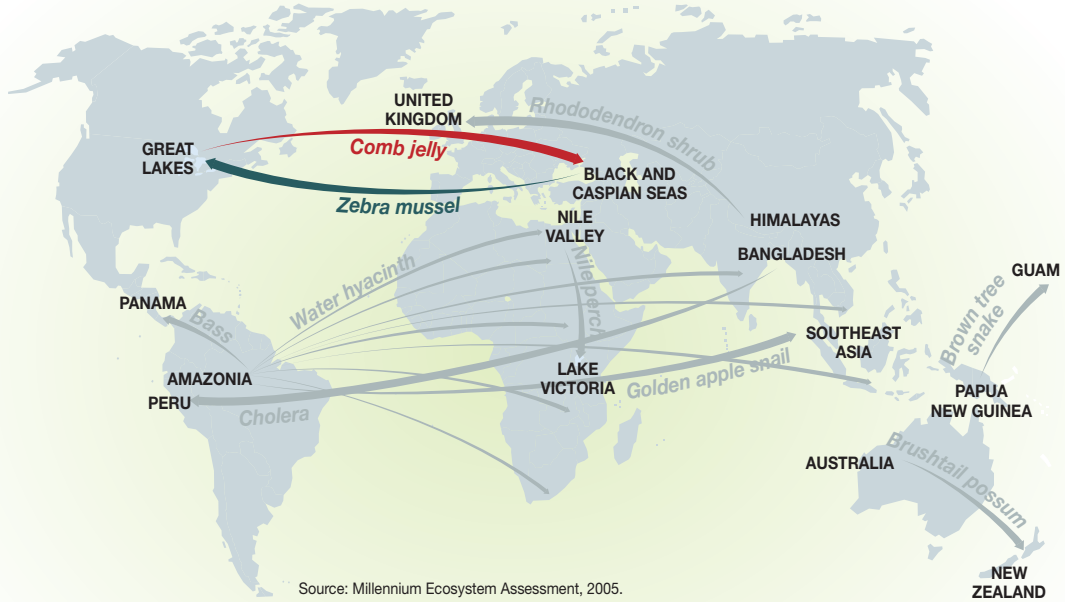 UNITED
KINGDOM
Rhododendron shrub
GREAT
LAKES
Comb jelly
BLACK AND
CASPIAN SEAS
Zebra mussel
HIMALAYAS
NILE
VALLEY
BANGLADESH
Water hyacinth
Nile perch
GUAM
PANAMA
Bass
Brown tree
snake
SOUTHEAST
ASIA
AMAZONIA
LAKE
VICTORIA
Golden apple snail
PERU
Cholera
PAPUA
NEW GUINEA
AUSTRALIA
Brushtail possum
NEW
ZEALAND
Source: Millennium Ecosystem Assessment, 2005.